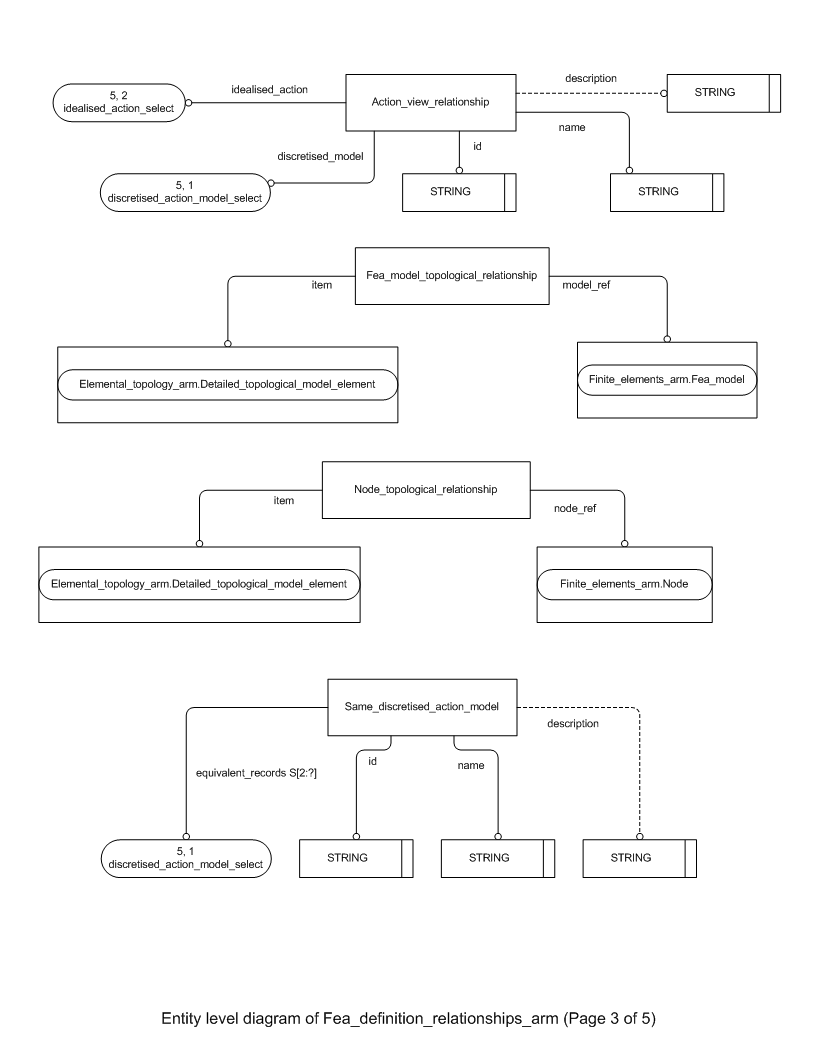 description
5, 2
idealised_action_select
idealised_action
Action_view_relationship
STRING
name
discretised_model
id
5, 1
discretised_action_model_select
STRING
STRING
Fea_model_topological_relationship
item
model_ref
Elemental_topology_arm.Detailed_topological_model_element
Finite_elements_arm.Fea_model
Node_topological_relationship
item
node_ref
Elemental_topology_arm.Detailed_topological_model_element
Finite_elements_arm.Node
Same_discretised_action_model
description
id
name
equivalent_records S[2:?]
5, 1
discretised_action_model_select
STRING
STRING
STRING
Entity level diagram of Fea_definition_relationships_arm (Page 3 of 5)